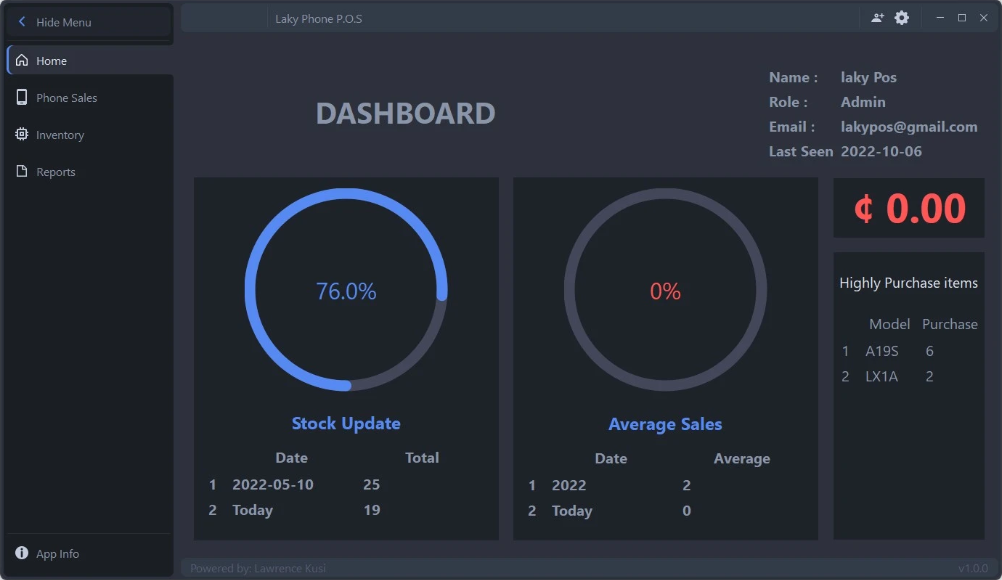 Hide Menu
Laky Phone P.O.S
Home
Phone Sales
Inventory
Reports
App Info
DASHBOARD
Name : laky Pos
Role : Admin
Email : lakypos@gmail.com
Last Seen 2022-10-06
76.0%
Stock Update
Date Total
1 2022-05-10 25
2 Today 19
0%
Average Sales
Date Average
1 2022 2
2 Today 0
¢ 0.00
Highly Purchase items
Model Purchase
1 A19S 6
2 LX1A 2
Powered by: Lawrence Kusi
v1.0.0